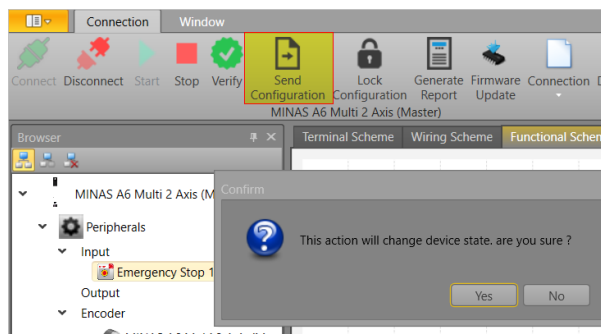 Connection Window
Connect Disconnect Start Stop Verify Send Configuration Lock Configuration Generate Report Firmware Update Connection
MINAS A6 Multi 2 Axis (Master)
Browser
Terminal Scheme Wiring Scheme Functional Schem
MINAS A6 Multi 2 Axis (M
Confirm
Peripherals
Input
This action will change device state. are you sure ?
Emergency Stop 1
Output
Yes No
Encoder